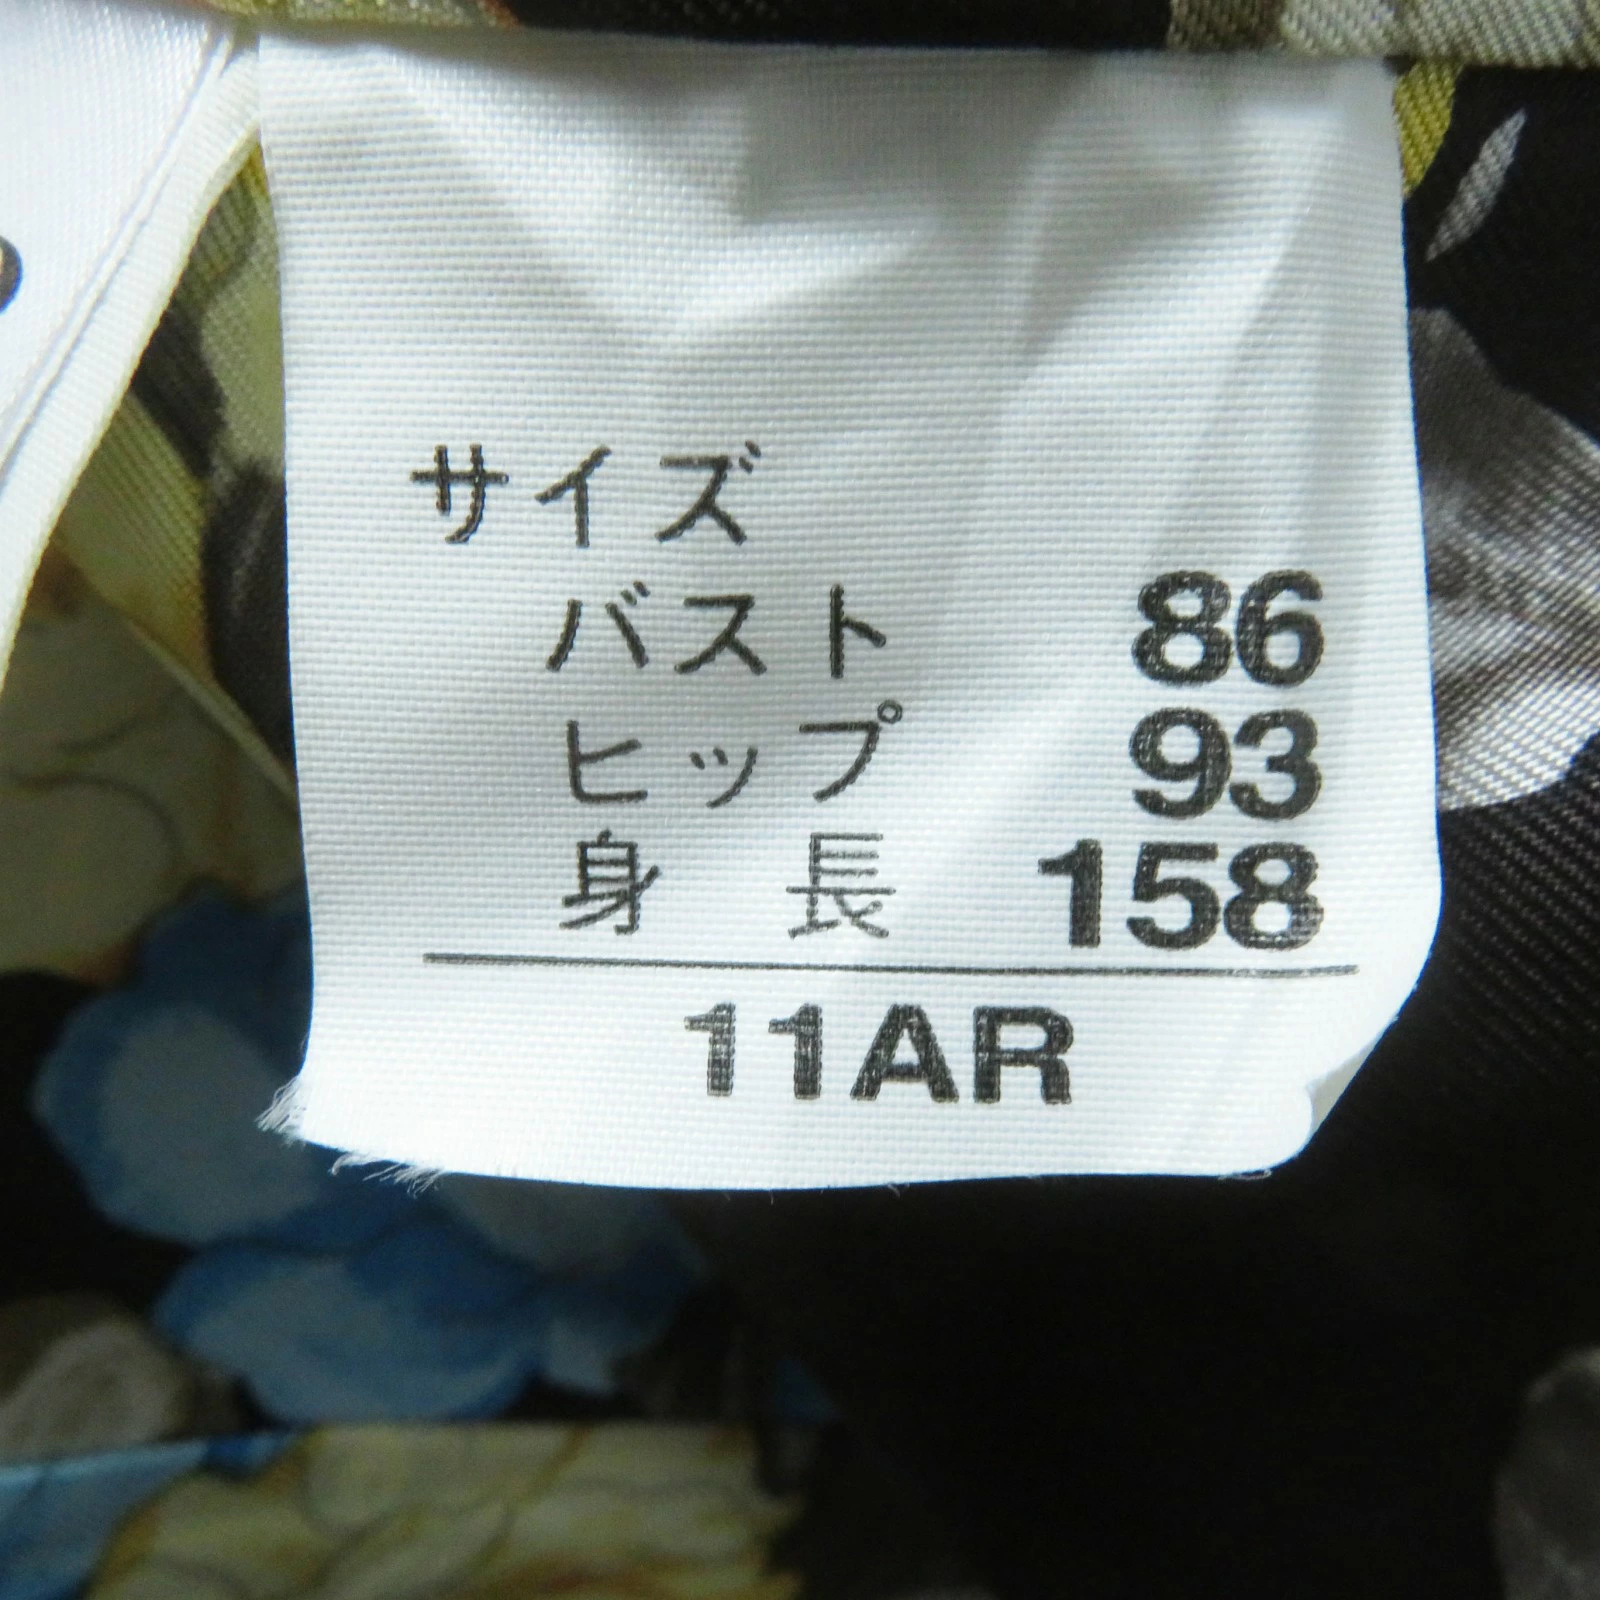 サイズ
バスト 86
ヒップ 93
身長 158
11AR